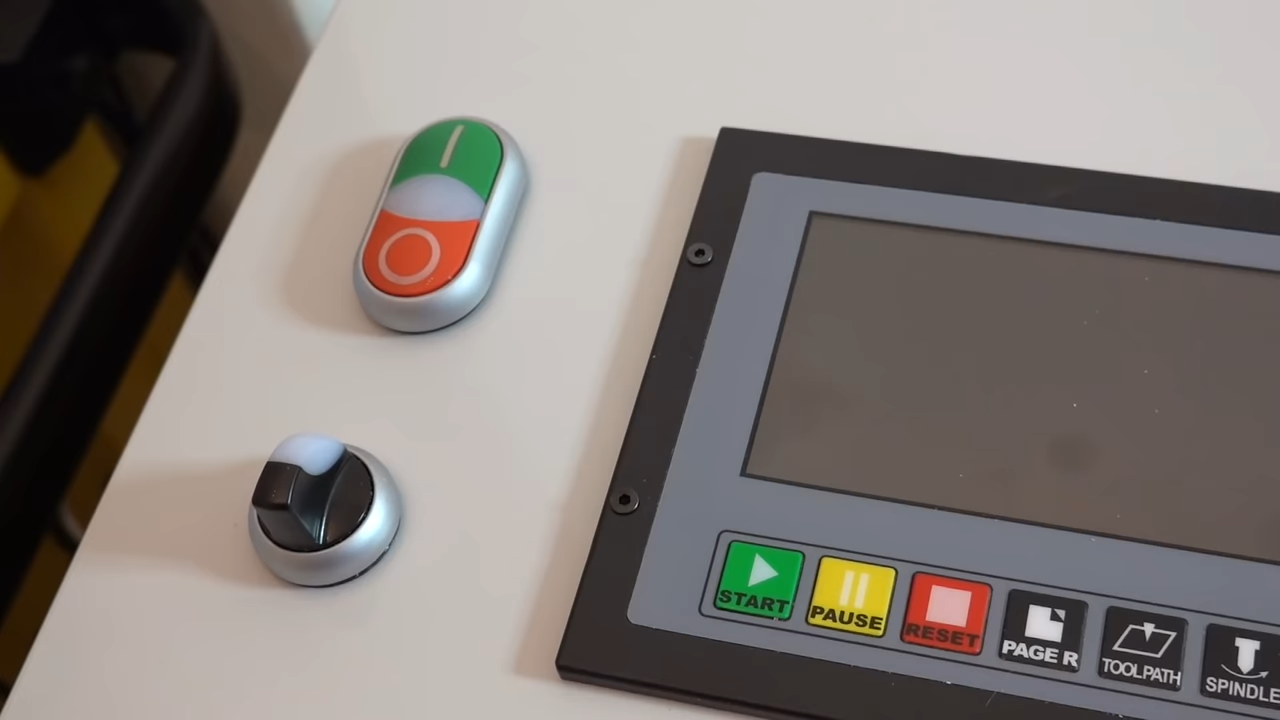 START
PAUSE
RESET
PAGE R
TOOLPATH
SPINDLE